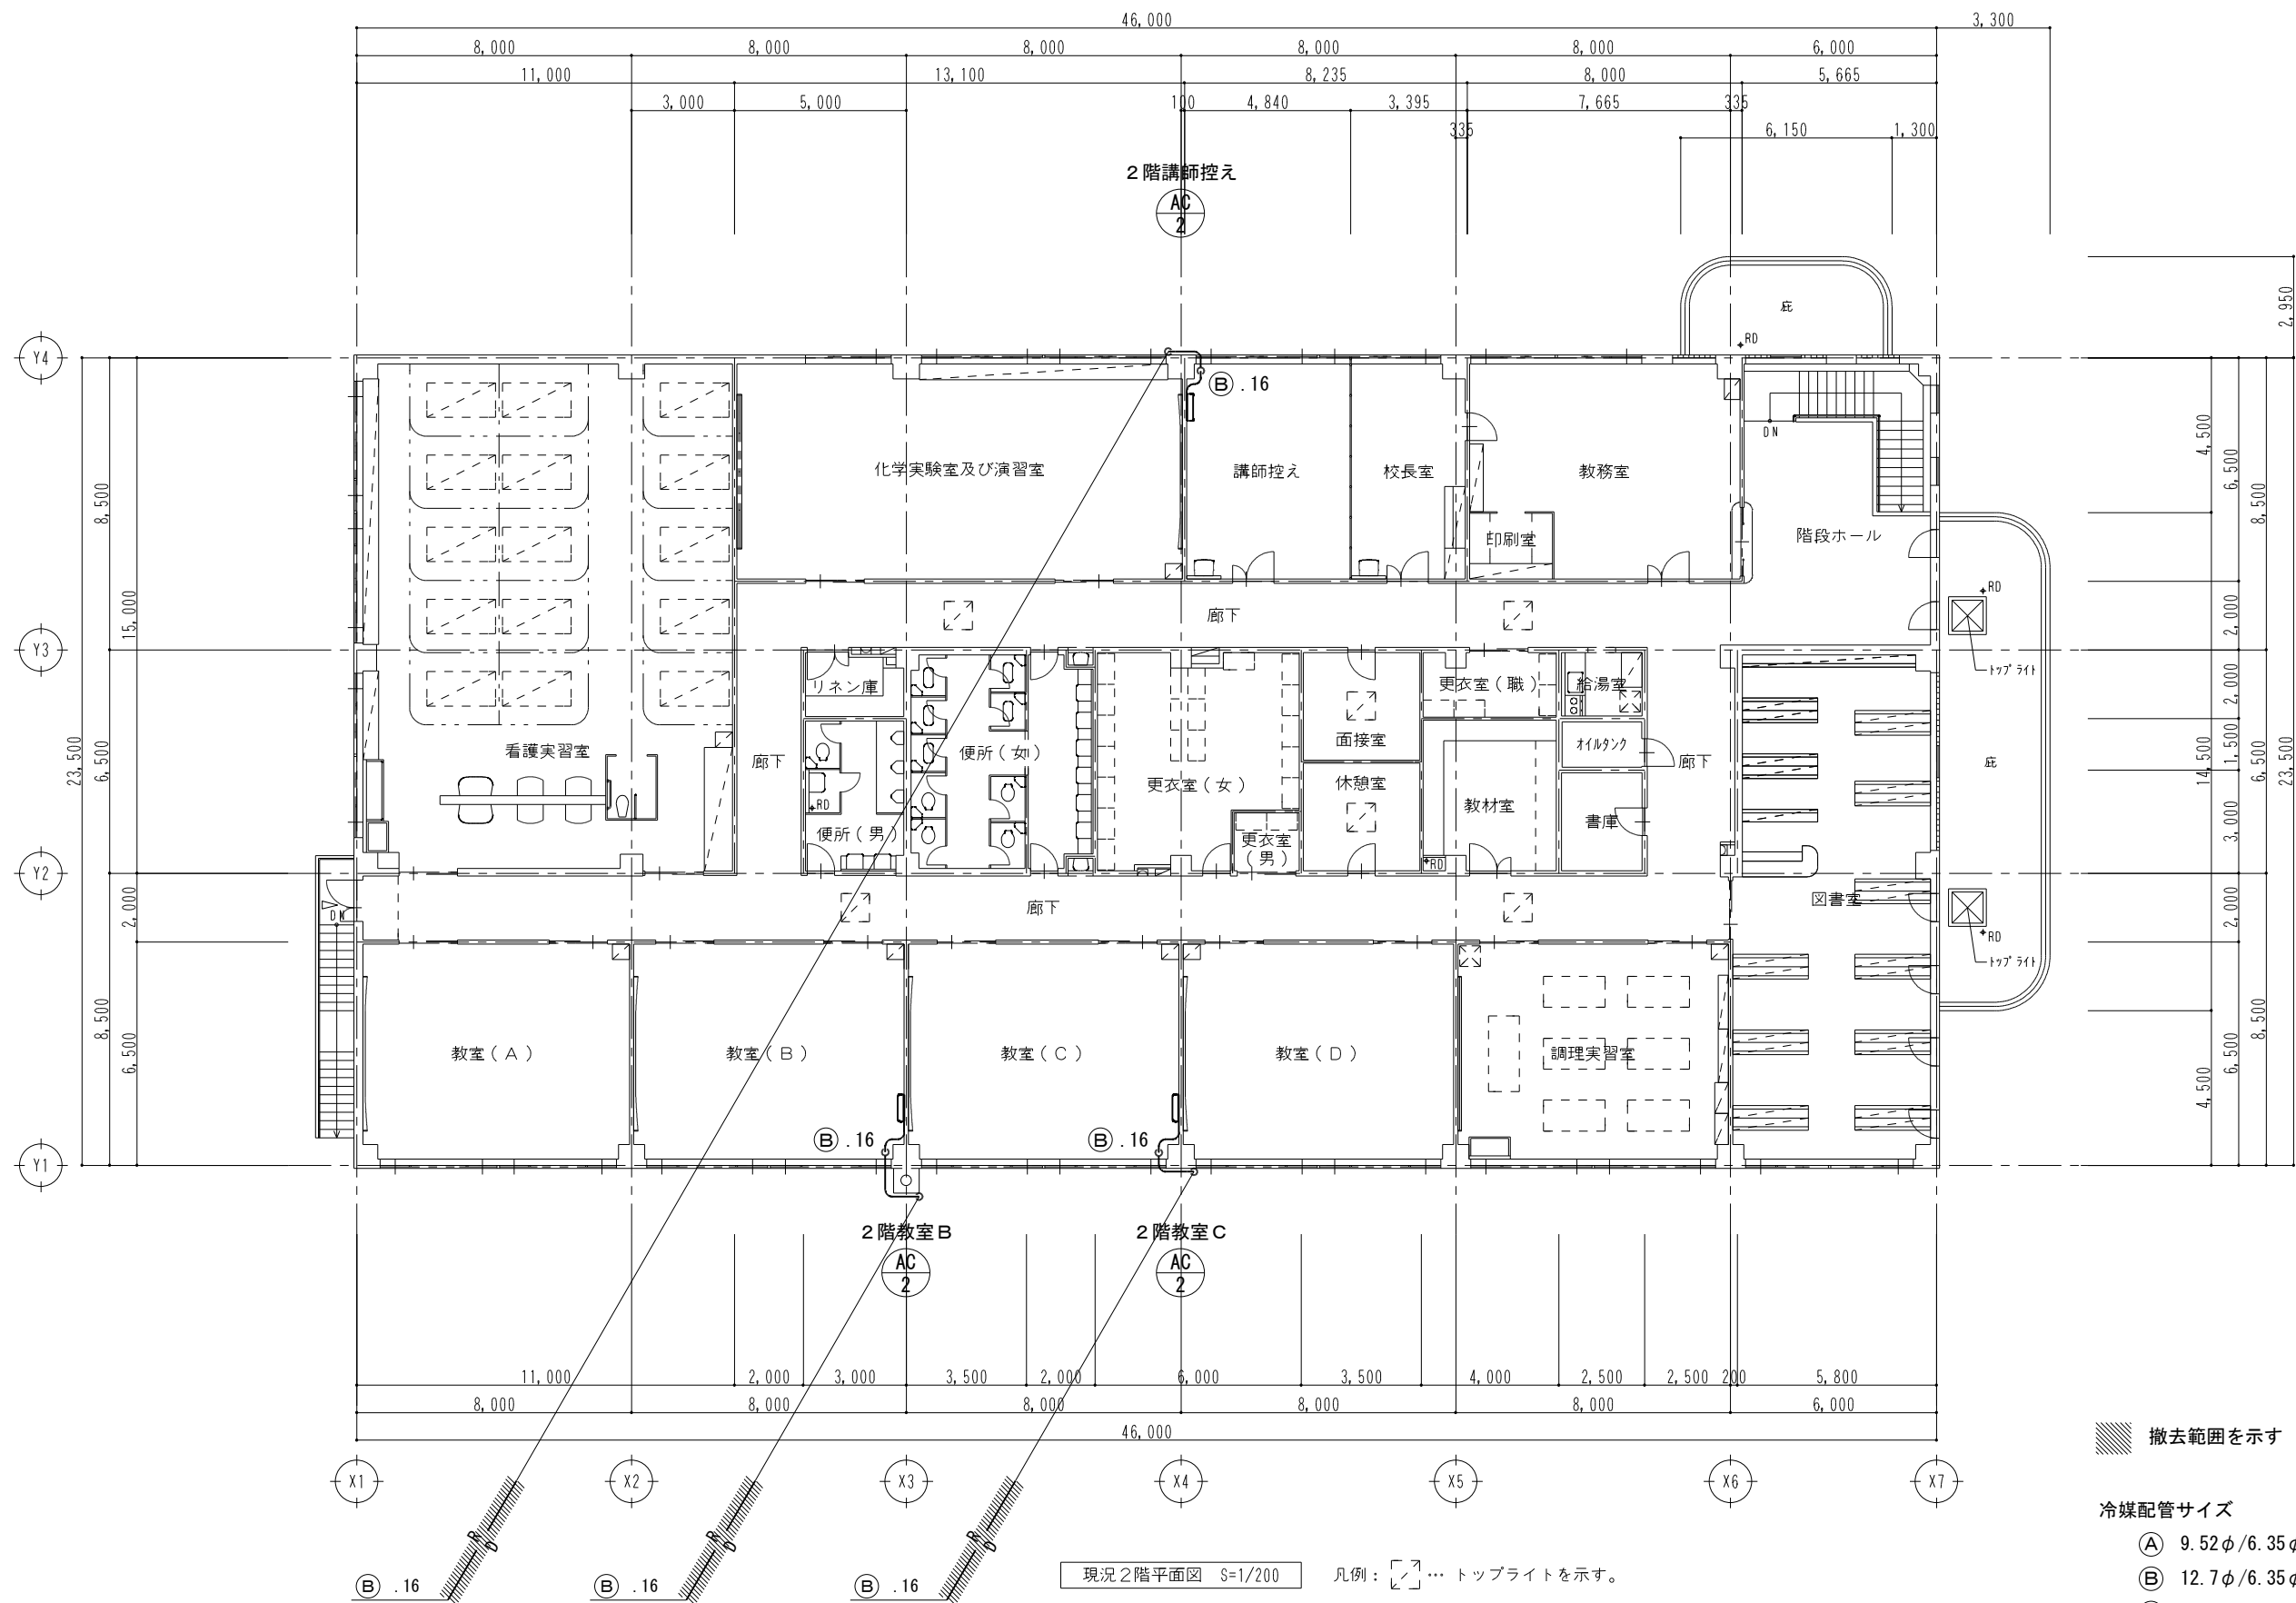 46,000
3,300
8,000
8,000
8,000
8,000
8,000
6,000
11,000
13,100
8,235
8,000
5,665
3,000
5,000
100
4,840
3,395
7,665
335
335
6,150
1,300
2階講師控え
AC
2
庇
RD
2,950
Y4
Ⓑ .16
DN
化学実験室及び演習室
講師控え
校長室
教務室
印刷室
階段ホール
8,500
4,500
6,500
8,500
廊下
RD
15,000
2,000
Y3
トップライト
リネン庫
更衣室(職)
給湯室
2,000
看護実習室
廊下
便所(女)
面接室
オイルタンク
廊下
庇
23,500
6,500
14,500
1,500
6,500
23,500
更衣室(女)
休憩室
RD
教材室
書庫
3,000
便所(男)
更衣室
(男)
RD
Y2
図書室
DN
廊下
2,000
2,000
RD
トップライト
教室(A)
教室(B)
教室(C)
教室(D)
調理実習室
8,500
6,500
4,500
6,500
8,500
Ⓑ .16
Ⓑ .16
Y1
2階教室B
2階教室C
AC
2
AC
2
11,000
2,000
3,000
3,500
2,000
6,000
3,500
4,000
2,500
2,500
200
5,800
8,000
8,000
8,000
8,000
8,000
6,000
46,000
撤去範囲を示す
X1
X2
X3
X4
X5
X6
X7
冷媒配管サイズ
R
D
R
D
R
D
Ⓐ 9.52φ/6.35φ
Ⓑ 12.7φ/6.35φ
Ⓑ .16
Ⓑ .16
Ⓑ .16
現況2階平面図 S=1/200
凡例: … トップライトを示す。